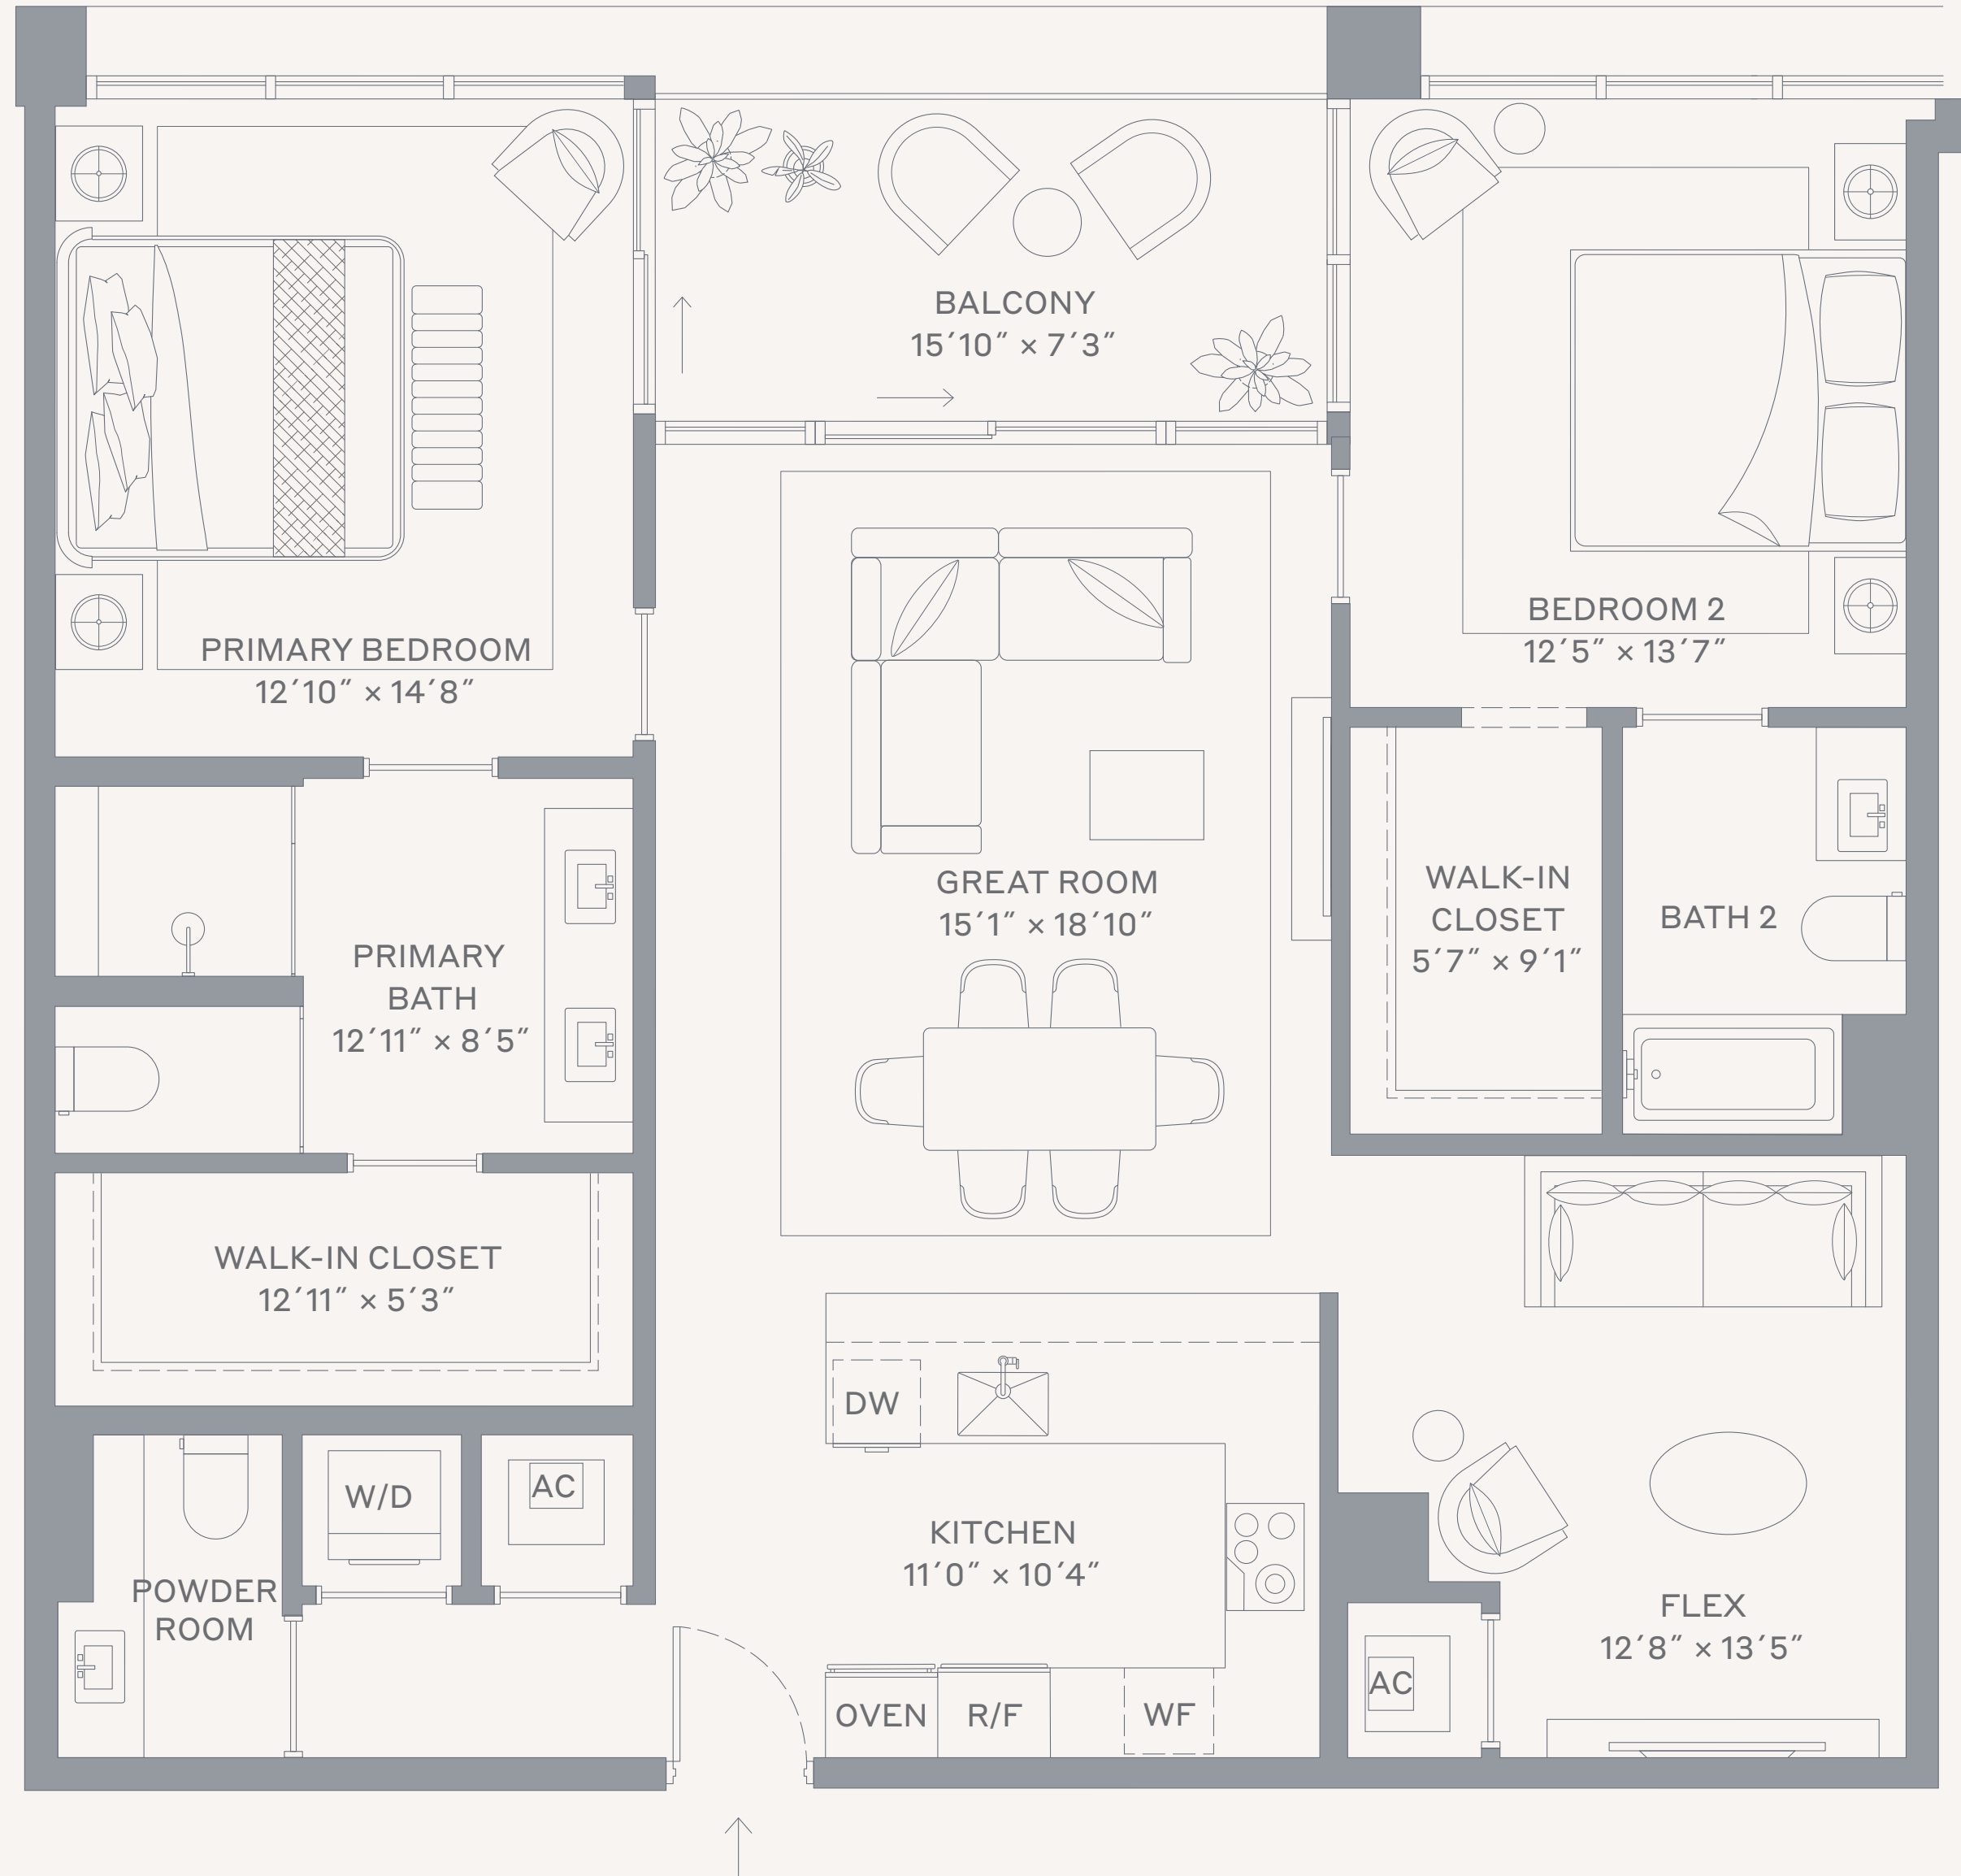 BALCONY
15′10″ × 7′3″
PRIMARY BEDROOM
12′10″ × 14′8″
BEDROOM 2
12′5″ × 13′7″
GREAT ROOM
15′1″ × 18′10″
WALK-IN
CLOSET
5′7″ × 9′1″
BATH 2
PRIMARY
BATH
12′11″ × 8′5″
WALK-IN CLOSET
12′11″ × 5′3″
DW
W/D
AC
KITCHEN
11′0″ × 10′4″
POWDER
ROOM
FLEX
12′8″ × 13′5″
AC
OVEN
R/F
WF